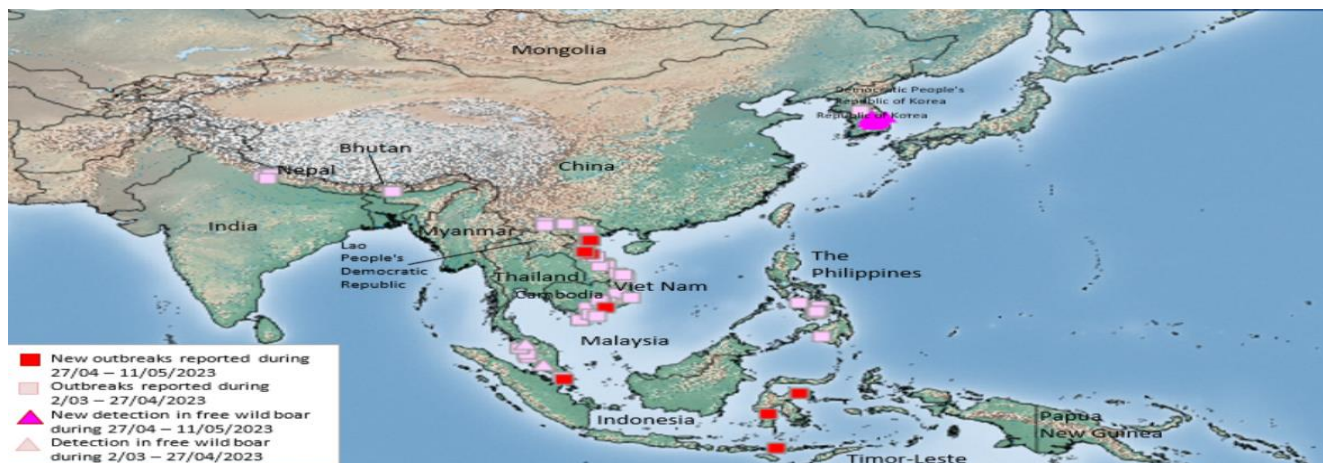 Mongolia
Democratic People's
Republic of Korea
Republic of Korea
Bhutan
China
Nepal
India
Myanmar
Lao
People's
Democratic
Republic
The
Philippines
Thailand
Viet Nam
Cambodia
Malaysia
Indonesia
Papua
New Guinea
Timor-Leste
New outbreaks reported during
27/04 – 11/05/2023
Outbreaks reported during
2/03 – 27/04/2023
New detection in free wild boar
during 27/04 – 11/05/2023
Detection in free wild boar
during 2/03 – 27/04/2023